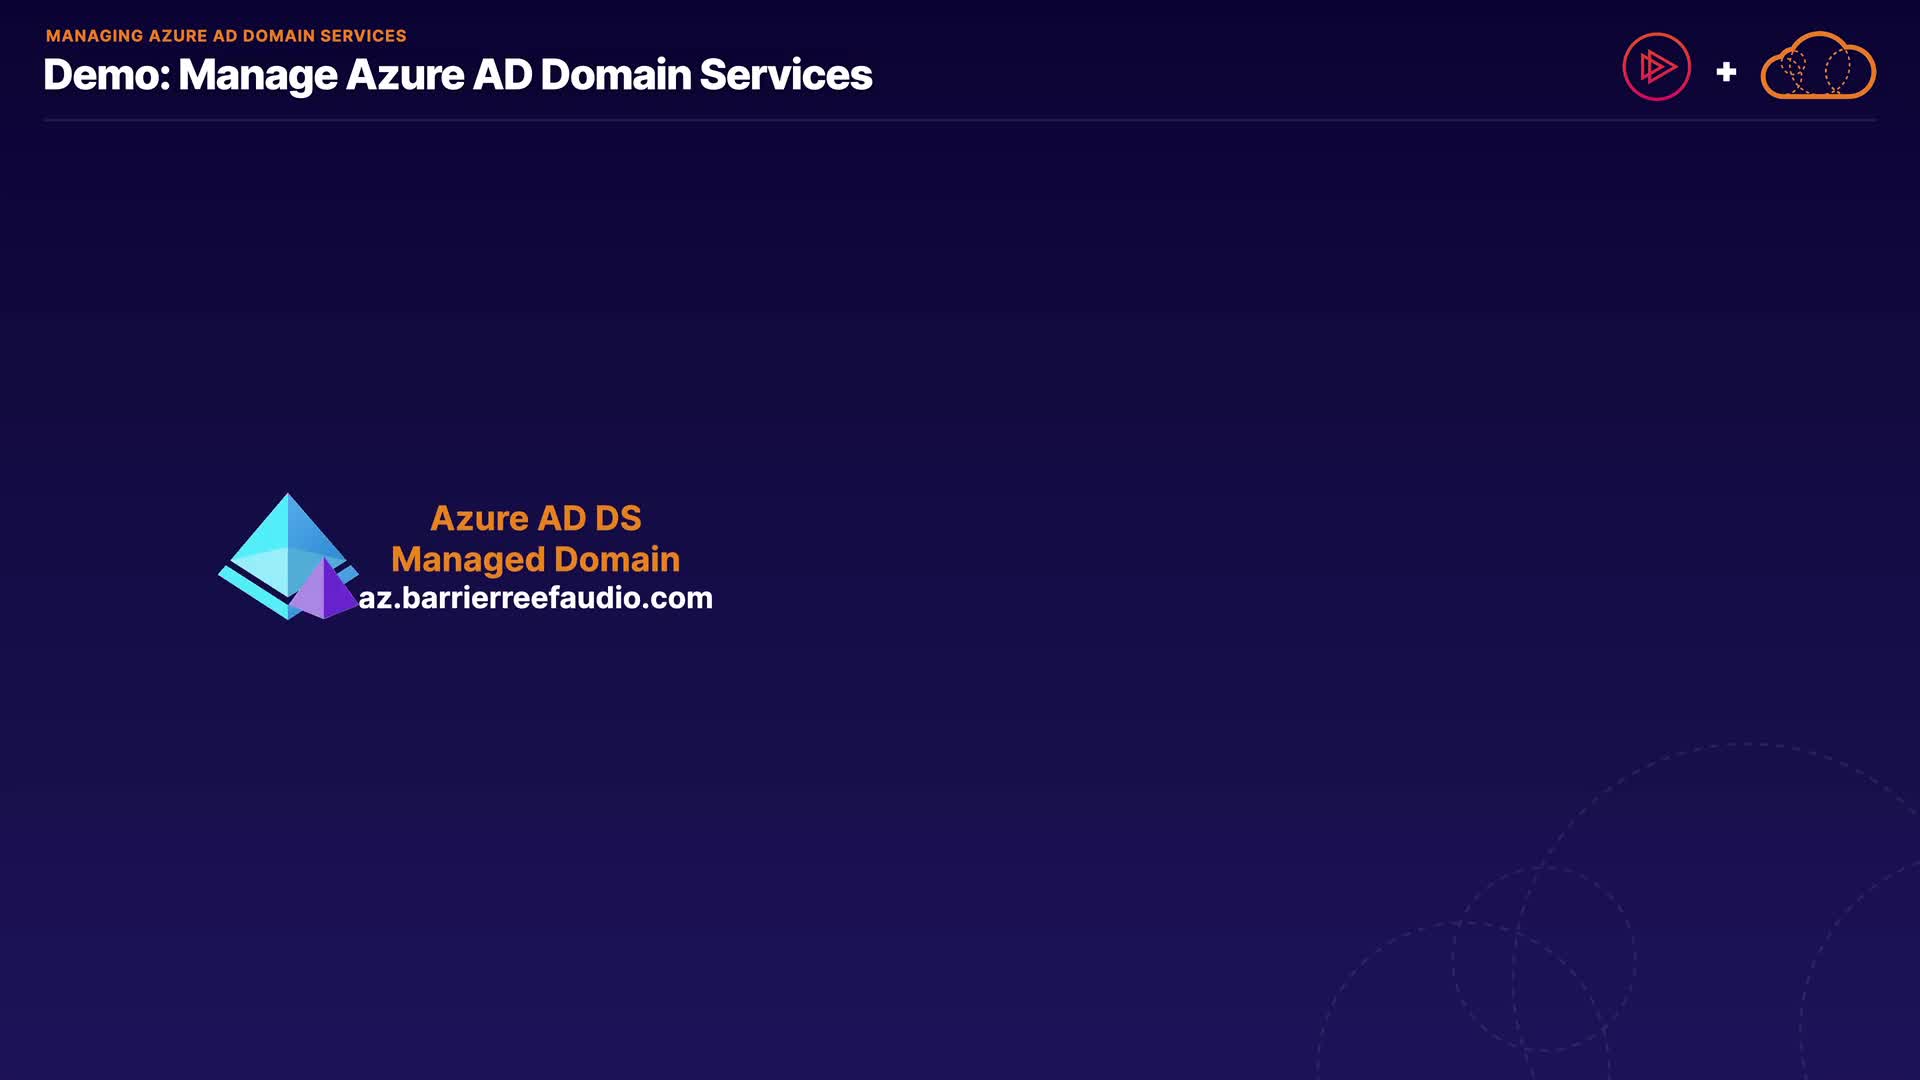 MANAGING AZURE AD DOMAIN SERVICES
Demo: Manage Azure AD Domain Services
Azure AD DS
Managed Domain
az.barrierreefaudio.com